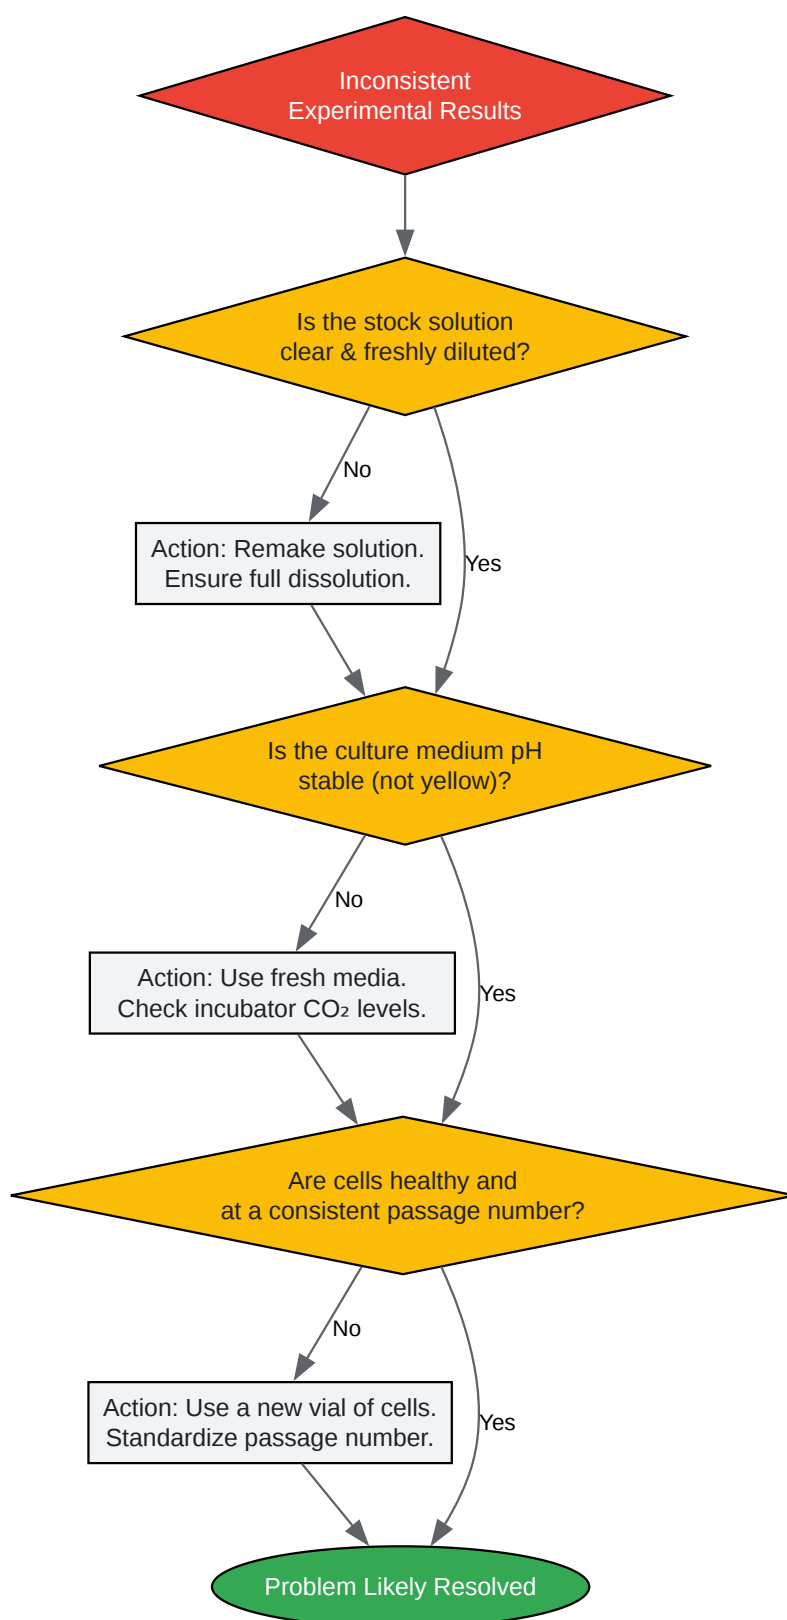 Inconsistent
Experimental Results
Is the stock solution
clear & freshly diluted?
No
Action: Remake solution.
Ensure full dissolution.
Yes
Is the culture medium pH
stable (not yellow)?
No
Action: Use fresh media.
Check incubator CO₂ levels.
Yes
Are cells healthy and
at a consistent passage number?
No
Action: Use a new vial of cells.
Standardize passage number.
Yes
Problem Likely Resolved